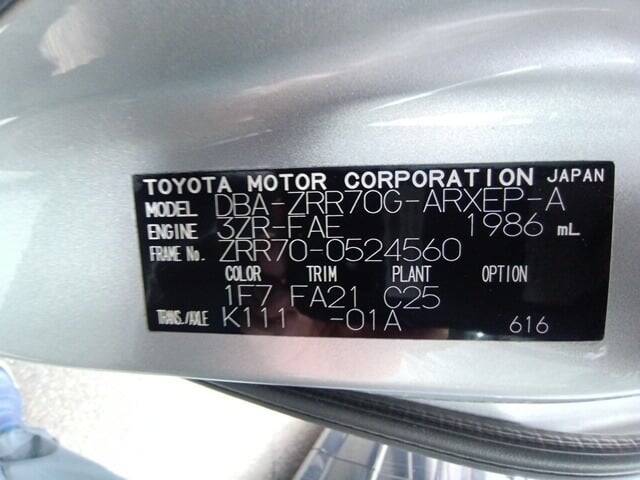 TOYOTA MOTOR CORPORATION JAPAN
MODEL DBA-ZRR70G-ARXEP-A
ENGINE 3ZR-FAE 1986 mL
FRAME No. ZRR70-0524560
COLOR TRIM PLANT OPTION
1F7 FA21 C25
TRANS./AXLE K111 -01A 616